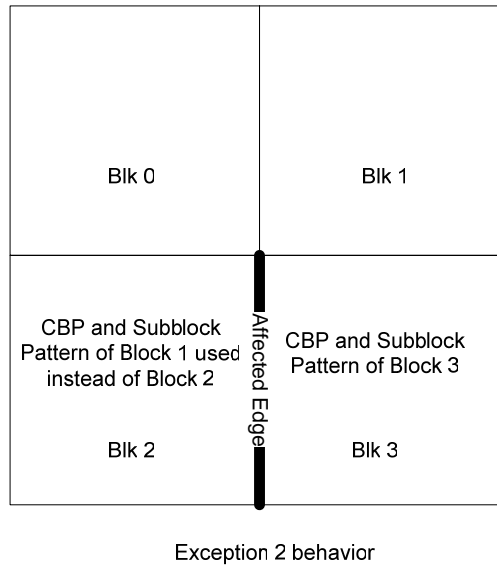 Blk 0
Blk 1
CBP and Subblock
Pattern of Block 1 used
instead of Block 2
Blk 2
Affected Edge
CBP and Subblock
Pattern of Block 3
Blk 3
Exception 2 behavior